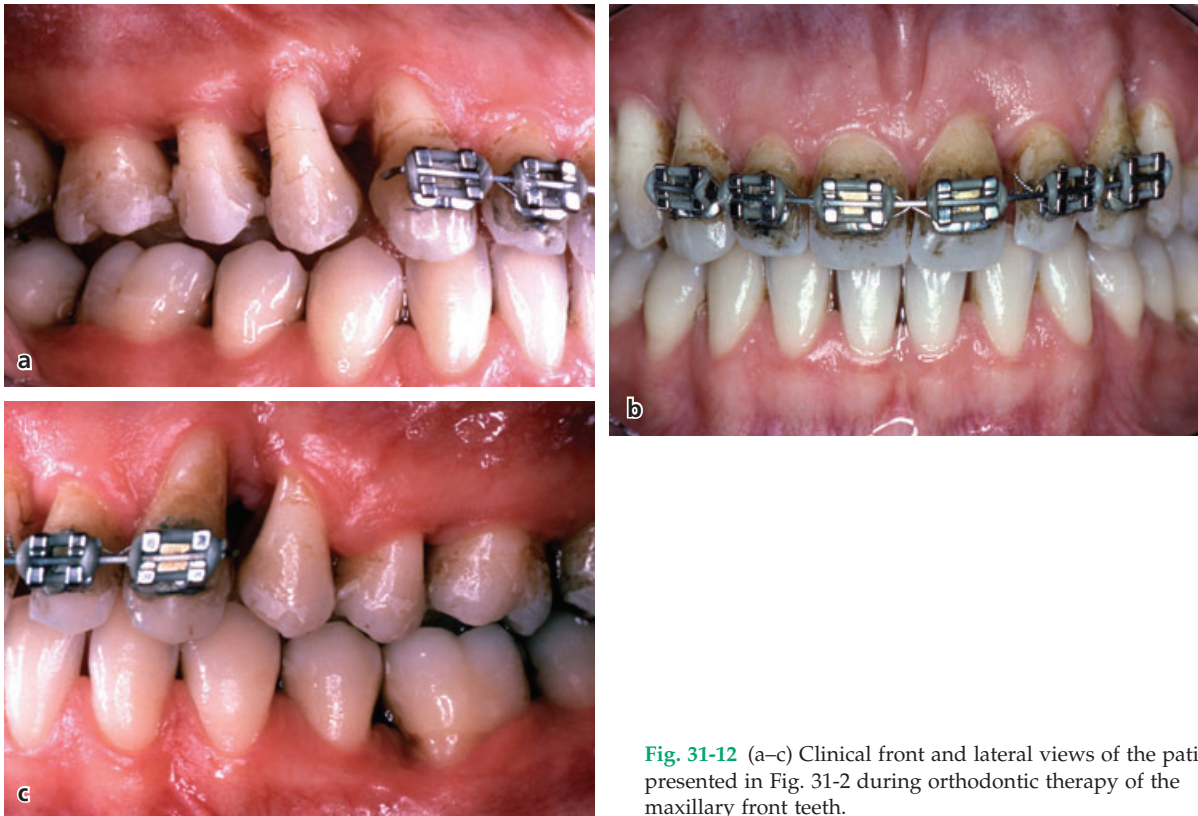 a
b
c
Fig. 31-12 (a–c) Clinical front and lateral views of the pati
presented in Fig. 31-2 during orthodontic therapy of the
maxillary front teeth.